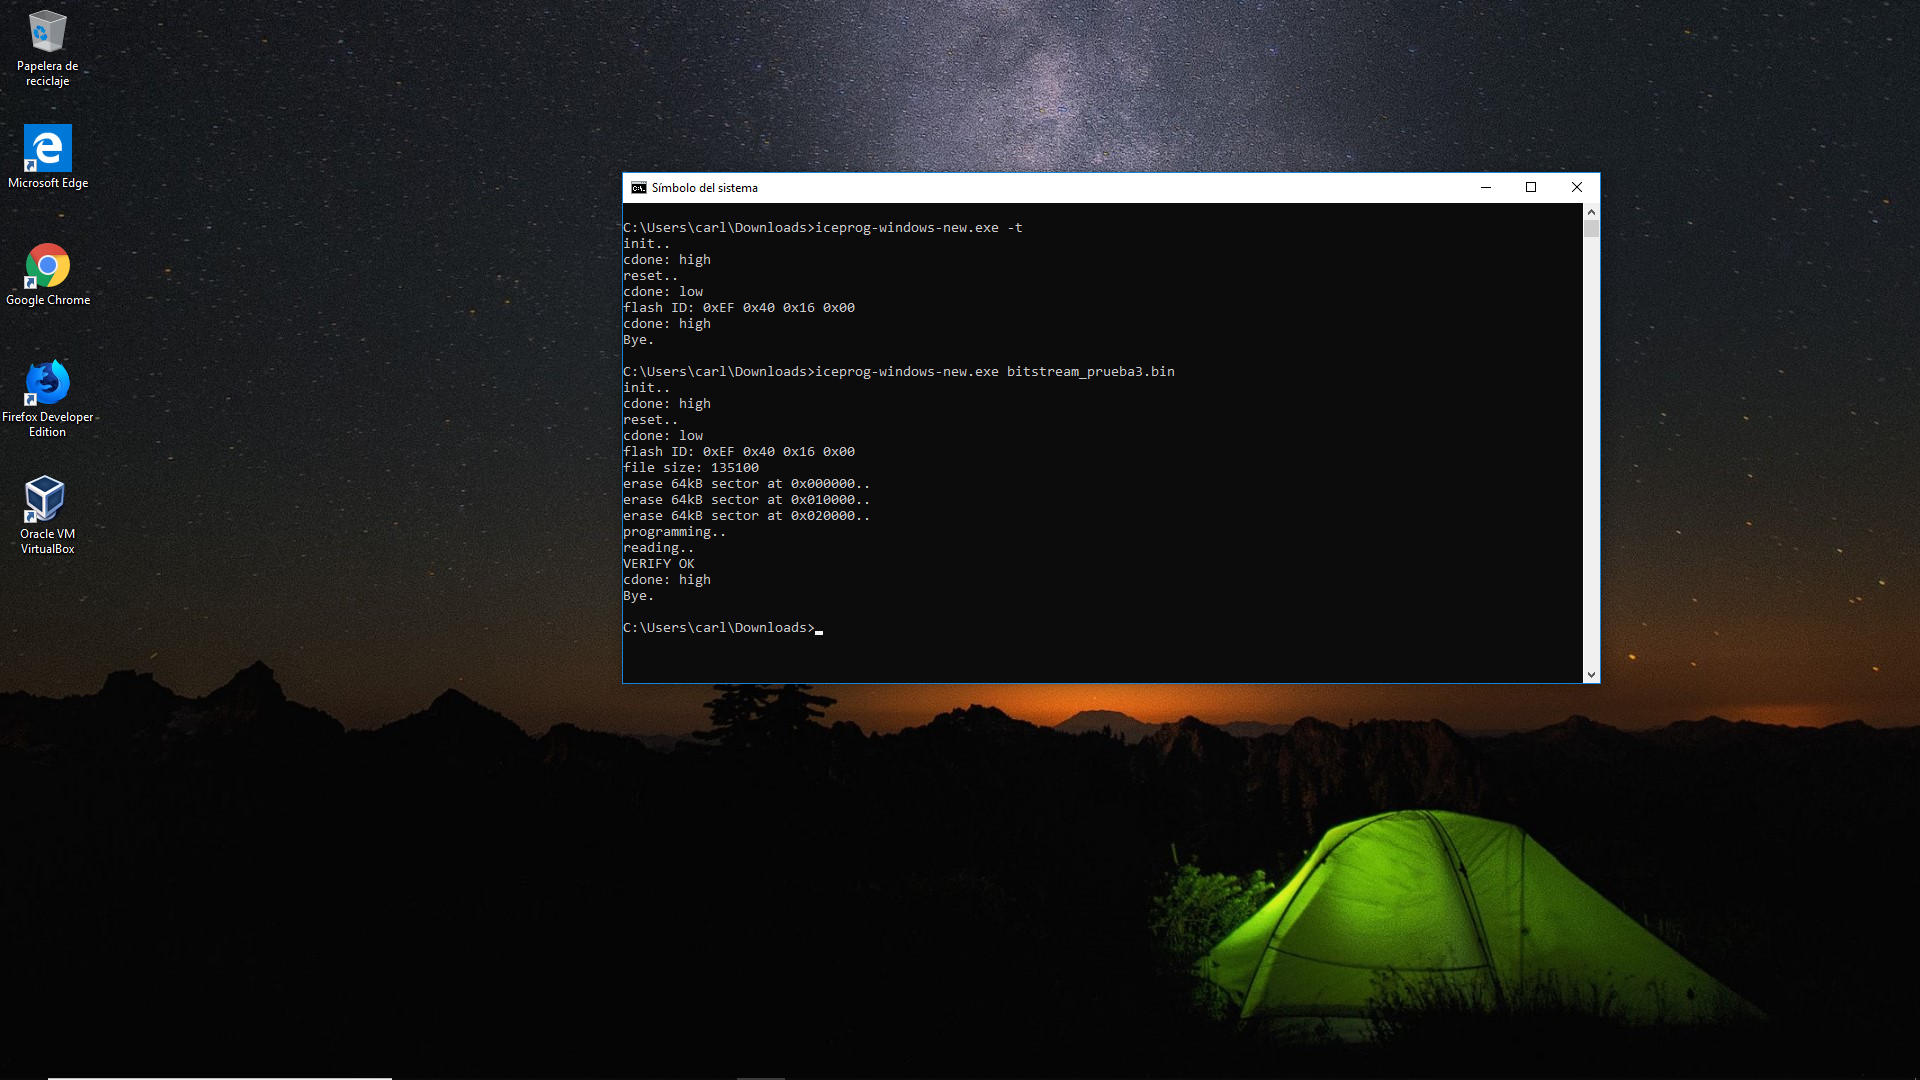 Papelera de
reciclaje
Microsoft Edge
Google Chrome
Firefox Developer
Edition
Oracle VM
VirtualBox
Símbolo del sistema
C:\Users\carl\Downloads>iceprog-windows-new.exe -t
init..
cdone: high
reset..
cdone: low
flash ID: 0xEF 0x40 0x16 0x00
cdone: high
Bye.
C:\Users\carl\Downloads>iceprog-windows-new.exe bitstream_prueba3.bin
init..
cdone: high
reset..
cdone: low
flash ID: 0xEF 0x40 0x16 0x00
file size: 135100
erase 64kB sector at 0x000000..
erase 64kB sector at 0x010000..
erase 64kB sector at 0x020000..
programming..
reading..
VERIFY OK
cdone: high
Bye.
C:\Users\carl\Downloads>